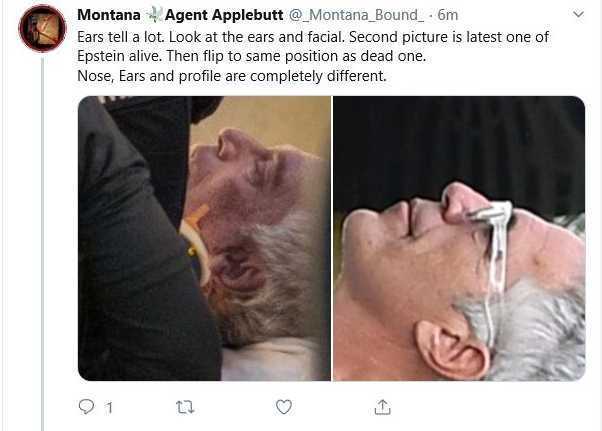 Montana Agent Applebutt @_Montana_Bound_ · 6m
Ears tell a lot. Look at the ears and facial. Second picture is latest one of
Epstein alive. Then flip to same position as dead one.
Nose, Ears and profile are completely different.
1